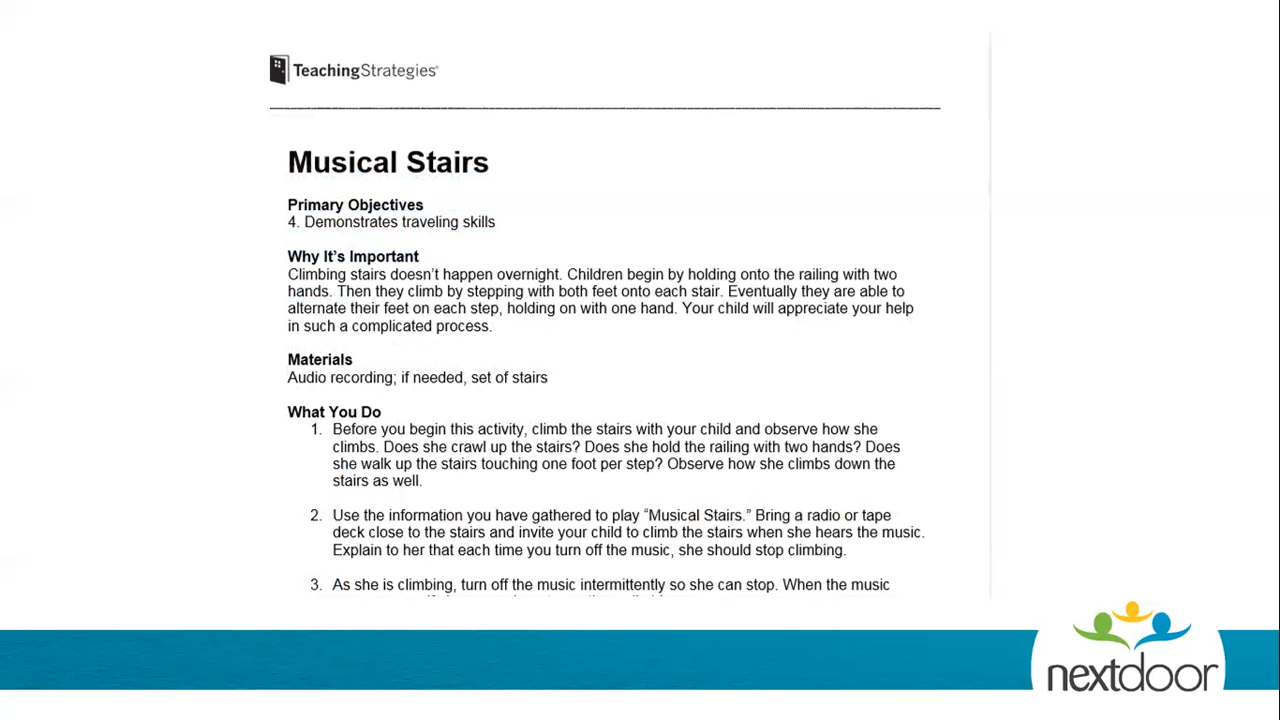 TeachingStrategies®
Musical Stairs
Primary Objectives
4. Demonstrates traveling skills
Why It's Important
Climbing stairs doesn't happen overnight. Children begin by holding onto the railing with two
hands. Then they climb by stepping with both feet onto each stair. Eventually they are able to
alternate their feet on each step, holding on with one hand. Your child will appreciate your help
in such a complicated process.
Materials
Audio recording; if needed, set of stairs
What You Do
1. Before you begin this activity, climb the stairs with your child and observe how she
climbs. Does she crawl up the stairs? Does she hold the railing with two hands? Does
she walk up the stairs touching one foot per step? Observe how she climbs down the
stairs as well.
2. Use the information you have gathered to play “Musical Stairs.” Bring a radio or tape
deck close to the stairs and invite your child to climb the stairs when she hears the music.
Explain to her that each time you turn off the music, she should stop climbing.
3. As she is climbing, turn off the music intermittently so she can stop. When the music
nextdoor